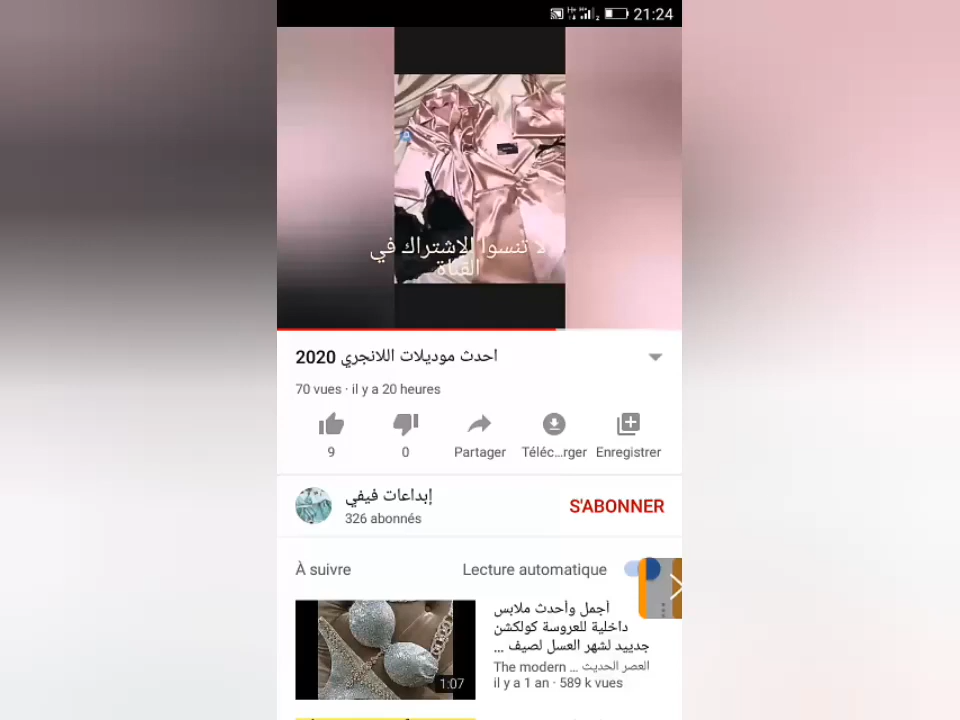 21:24
لا تنسوا الاشتراك في
القناة
احدث موديلات اللانجري 2020
70 vues · il y a 20 heures
9
0
Partager
Téléc...rger
Enregistrer
إبداعات فيفي
326 abonnés
S'ABONNER
À suivre
Lecture automatique
أجمل وأحدث ملابس
داخلية للعروسة كولكشن
جدييد لشهر العسل لصيف ...
The modern ... العصر الحديث
il y a 1 an · 589 k vues
1:07